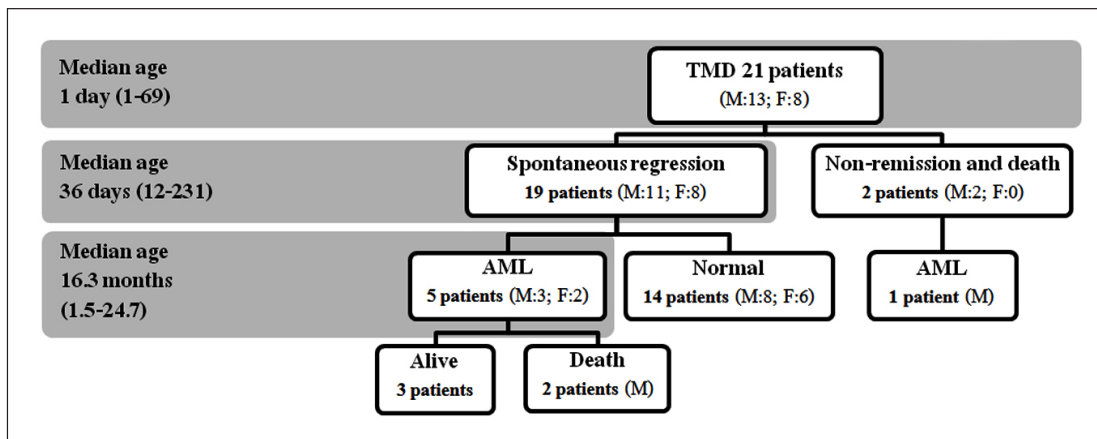 Median age
1 day (1-69)
TMD 21 patients
(M:13; F:8)
Median age
36 days (12-231)
Spontaneous regression
19 patients (M:11; F:8)
Non-remission and death
2 patients (M:2; F:0)
Median age
16.3 months
(1.5-24.7)
AML
5 patients (M:3; F:2)
Normal
14 patients (M:8; F:6)
AML
1 patient (M)
Alive
3 patients
Death
2 patients (M)